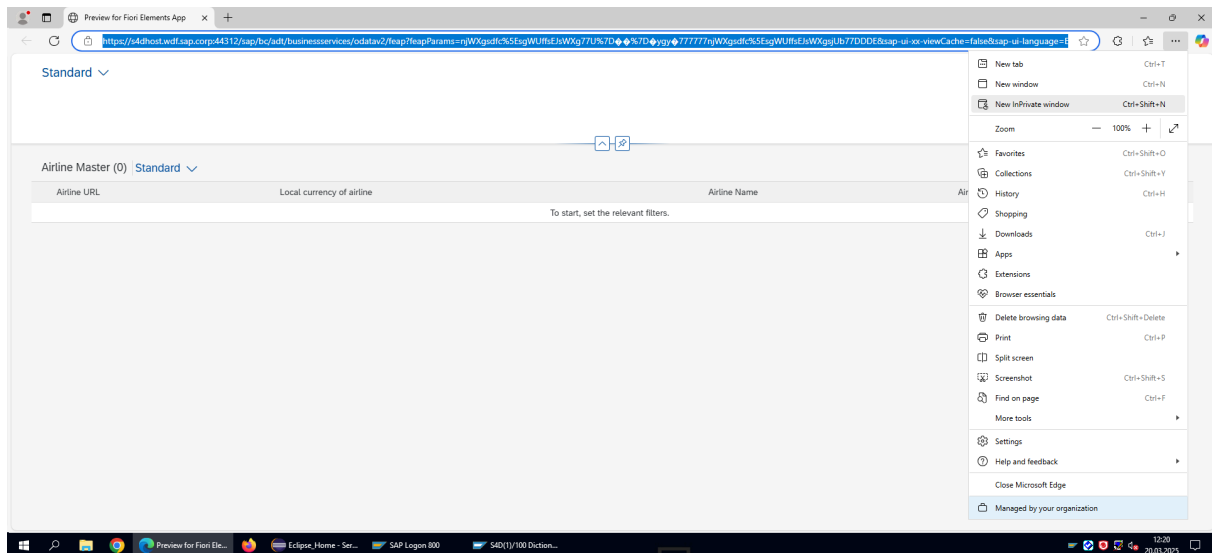 Preview for Fiori Elements App
https://s4dhost.wdf.sap.corp:44312/sap/bc/adt/businessservices/odatav2/feap?feapParams=njWXgsdfc%5EsgWUffsEJsWXg77U%7D��%7D�ygy�777777njWXgsdfc%5EsgWUffsEJsWXgsjUb77DDDE&sap-ui-xx-viewCache=false&sap-ui-language=E
Standard
Airline Master (0) Standard
Airline URL Local currency of airline Airline Name Air
To start, set the relevant filters.
New tab Ctrl+T
New window Ctrl+N
New InPrivate window Ctrl+Shift+N
Zoom 100%
Favorites Ctrl+Shift+O
Collections Ctrl+Shift+Y
History Ctrl+H
Shopping
Downloads Ctrl+J
Apps
Extensions
Browser essentials
Delete browsing data Ctrl+Shift+Delete
Print Ctrl+P
Split screen
Screenshot Ctrl+Shift+S
Find on page Ctrl+F
More tools
Settings
Help and feedback
Close Microsoft Edge
Managed by your organization
Preview for Fiori Ele... Eclipse_Home - Ser... SAP Logon 800 S4D(1)/100 Diction... 12:20
20.03.2025